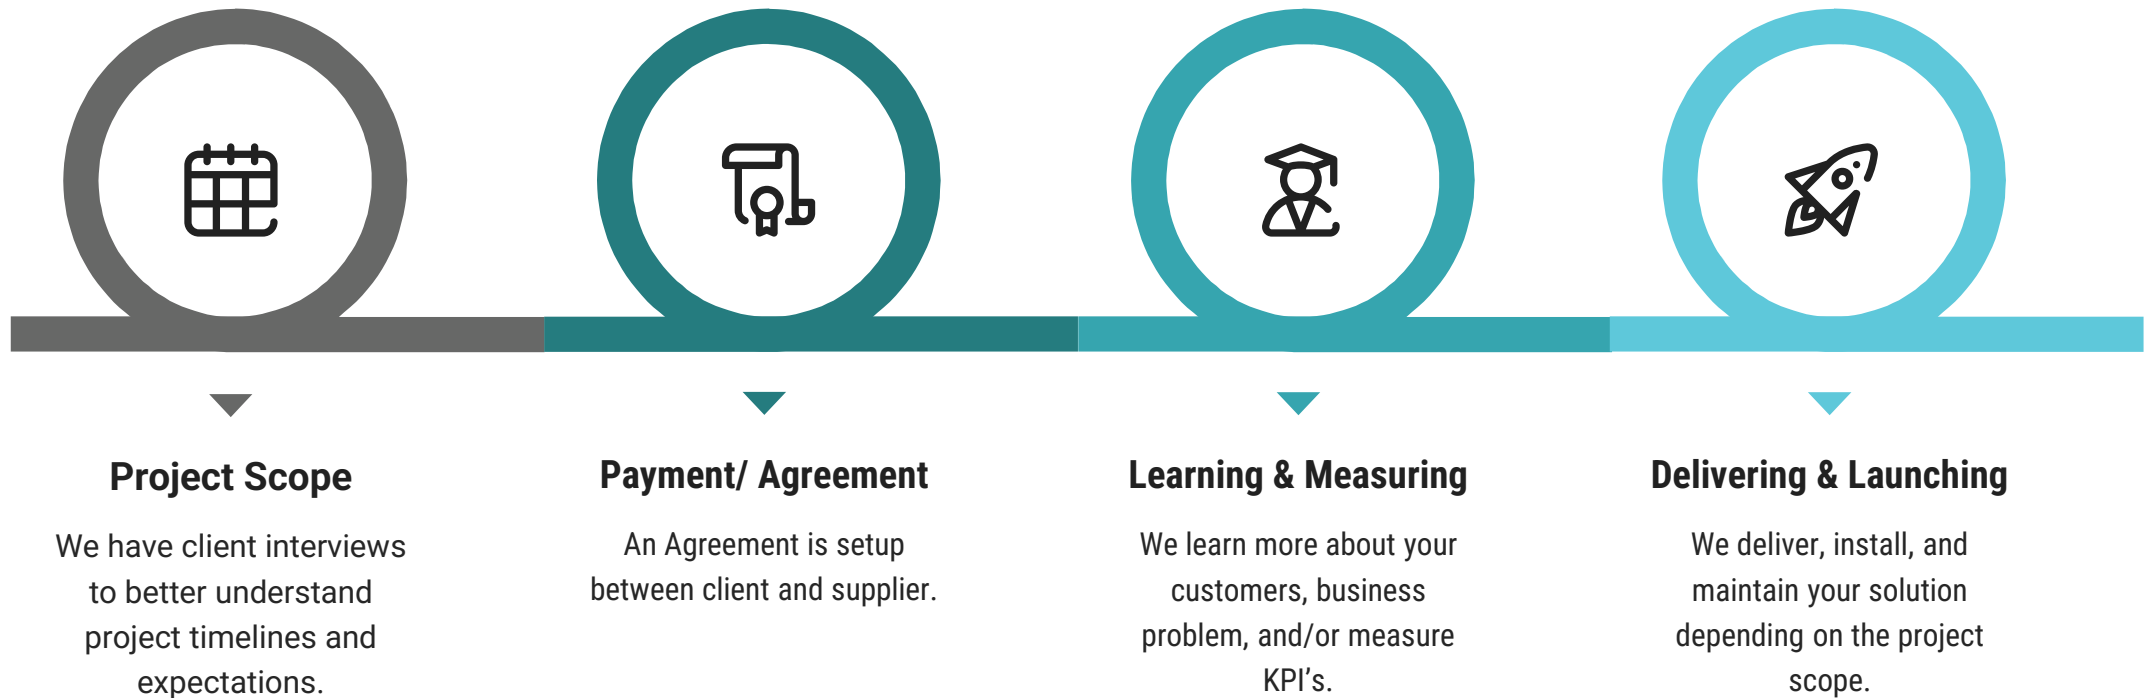 Project Scope
We have client interviews
to better understand
project timelines and
expectations.
Payment/ Agreement
An Agreement is setup
between client and supplier.
Learning & Measuring
We learn more about your
customers, business
problem, and/or measure
KPI’s.
Delivering & Launching
We deliver, install, and
maintain your solution
depending on the project
scope.